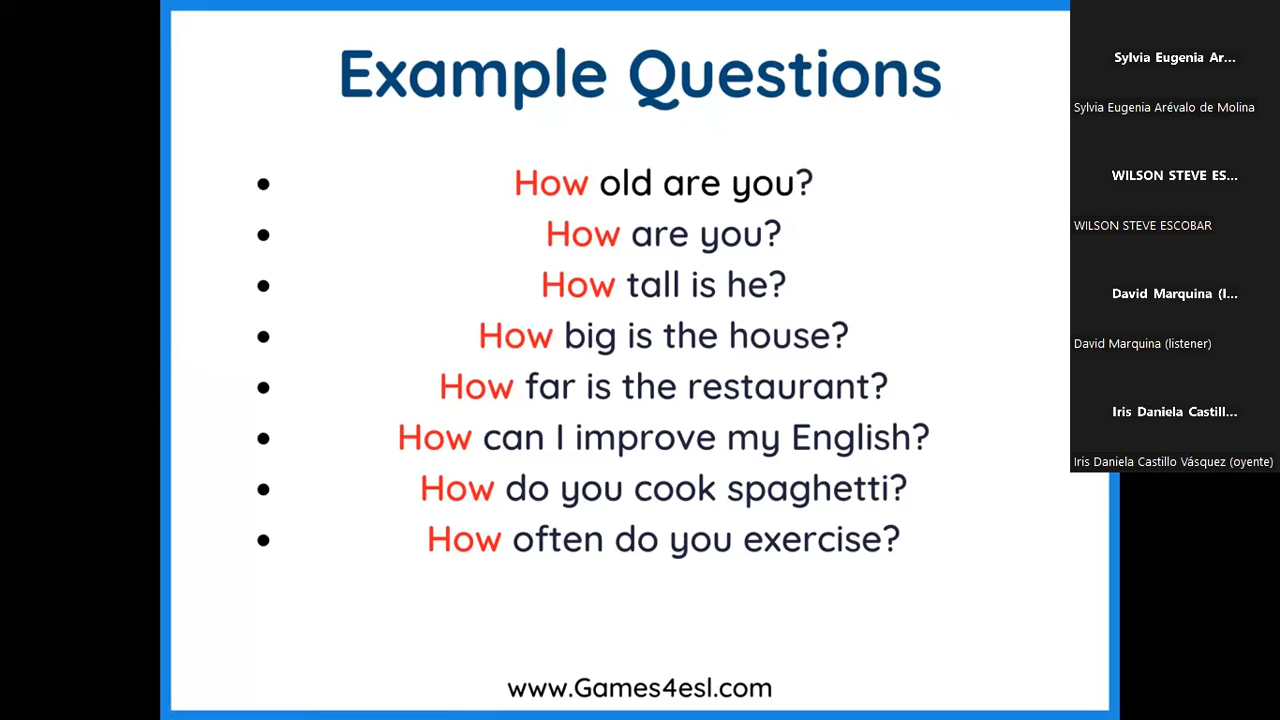 Example Questions
• How old are you?
• How are you?
• How tall is he?
• How big is the house?
• How far is the restaurant?
• How can I improve my English?
• How do you cook spaghetti?
• How often do you exercise?
www.Games4esl.com
Sylvia Eugenia Ar...
Sylvia Eugenia Arévalo de Molina
WILSON STEVE ES...
WILSON STEVE ESCOBAR
David Marquina (l...
David Marquina (listener)
Iris Daniela Castill...
Iris Daniela Castillo Vásquez (oyente)